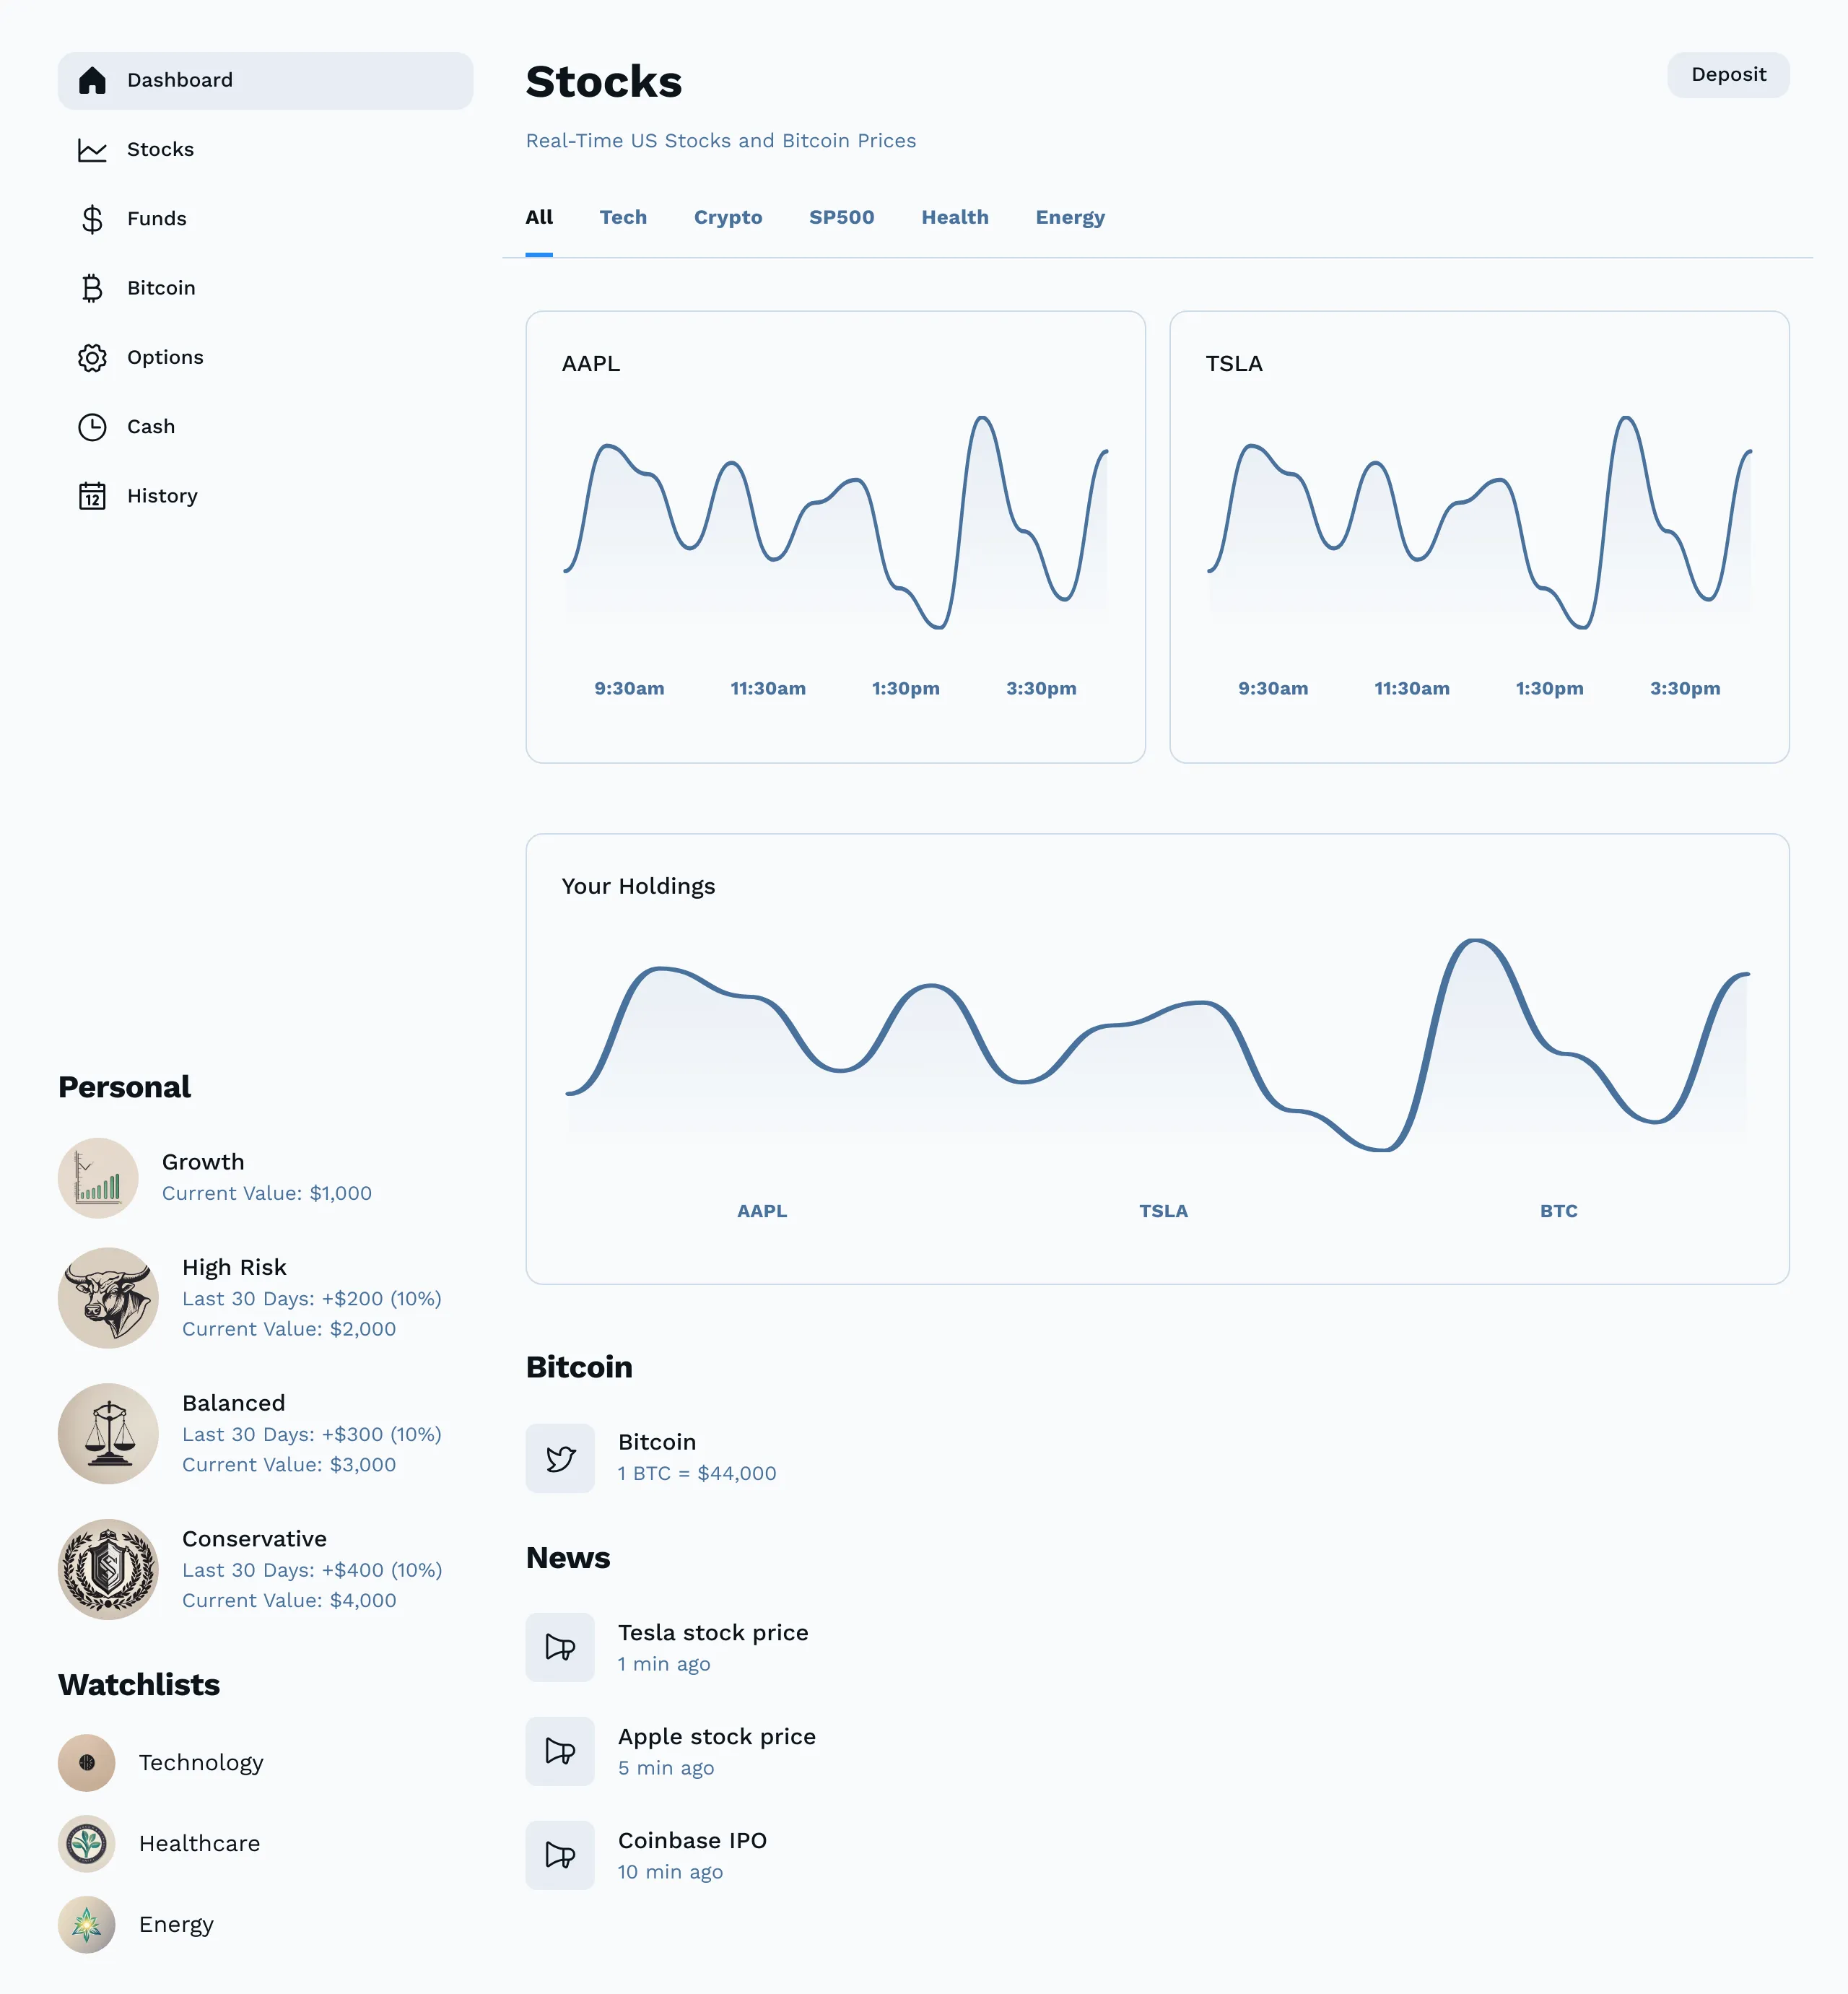 Dashboard
Stocks
Funds
Bitcoin
Options
Cash
12
History
Personal
Growth
Current Value: $1,000
High Risk
Last 30 Days: +$200 (10%)
Current Value: $2,000
Balanced
Last 30 Days: +$300 (10%)
Current Value: $3,000
Conservative
Last 30 Days: +$400 (10%)
Current Value: $4,000
Watchlists
Technology
Healthcare
Energy
Stocks
Deposit
Real-Time US Stocks and Bitcoin Prices
All Tech Crypto SP500 Health Energy
AAPL
9:30am 11:30am 1:30pm 3:30pm
TSLA
9:30am 11:30am 1:30pm 3:30pm
Your Holdings
AAPL TSLA BTC
Bitcoin
Bitcoin
1 BTC = $44,000
News
Tesla stock price
1 min ago
Apple stock price
5 min ago
Coinbase IPO
10 min ago